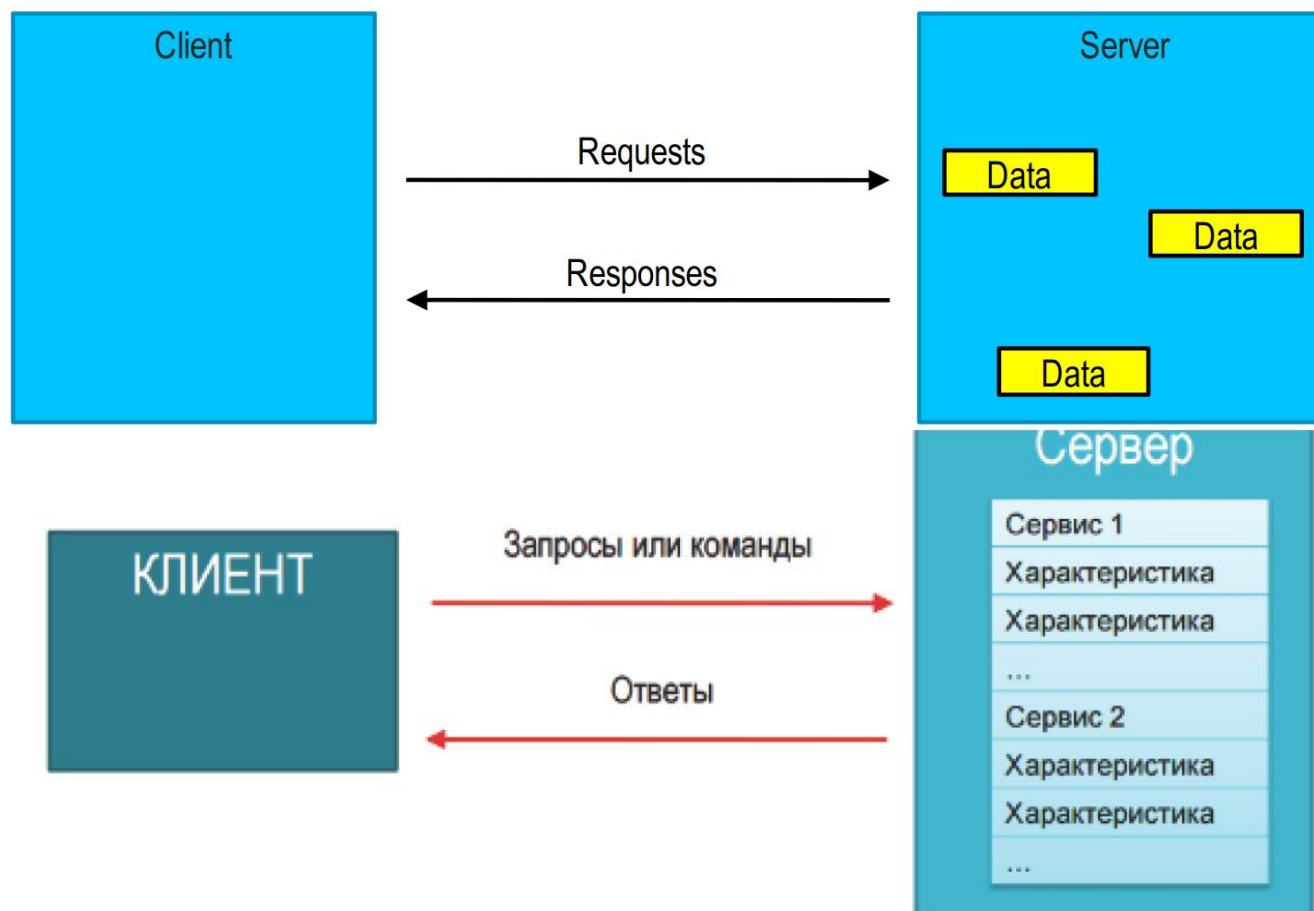 Client
Server
Requests
Data
Data
Responses
Data
Сервер
КЛИЕНТ
Запросы или команды
Ответы
Сервис 1
Характеристика
Характеристика
...
Сервис 2
Характеристика
Характеристика
...